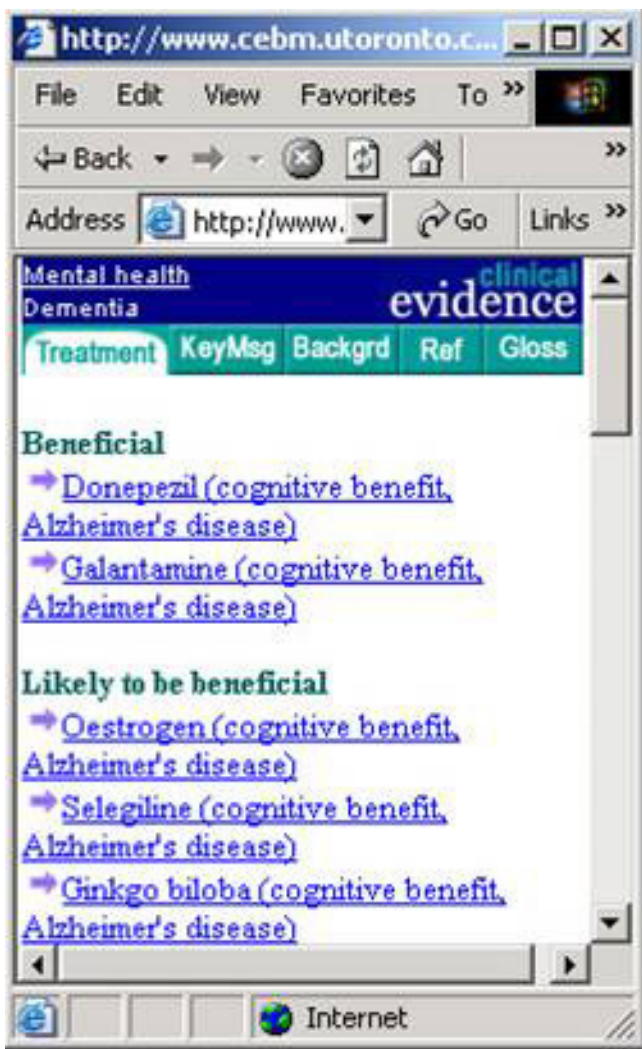 http://www.cebm.utoronto.c...
File Edit View Favorites To »
Back »
Address http://www. Go Links »
Mental health
Dementia
clinical
evidence
Treatment KeyMsg Backgrd Ref Gloss
Beneficial
Donepezil (cognitive benefit,
Alzheimer's disease)
Galantamine (cognitive benefit,
Alzheimer's disease)
Likely to be beneficial
Oestrogen (cognitive benefit,
Alzheimer's disease)
Selegiline (cognitive benefit,
Alzheimer's disease)
Ginkgo biloba (cognitive benefit,
Alzheimer's disease)
Internet